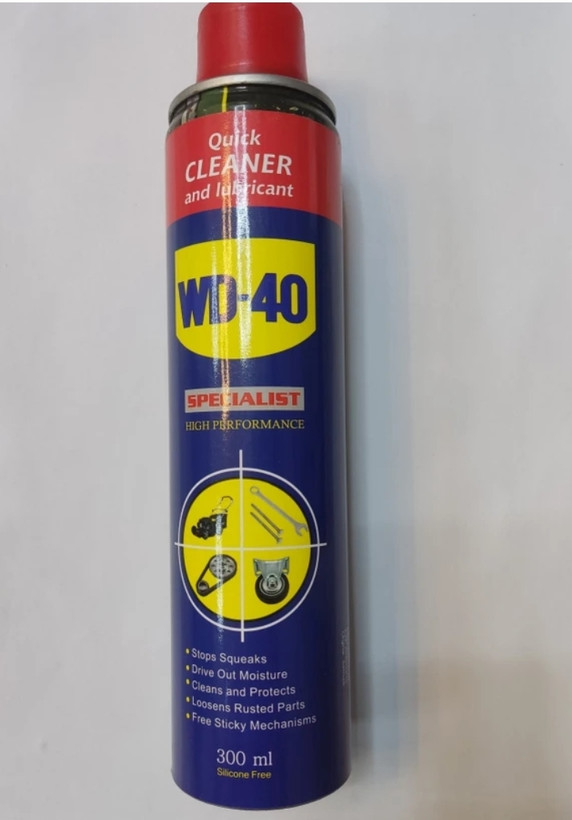 Quick
CLEANER
and lubricant
WD-40
SPECIALIST
HIGH PERFORMANCE
• Stops Squeaks
• Drive Out Moisture
• Cleans and Protects
• Loosens Rusted Parts
• Free Sticky Mechanisms
300 ml
Silicone Free